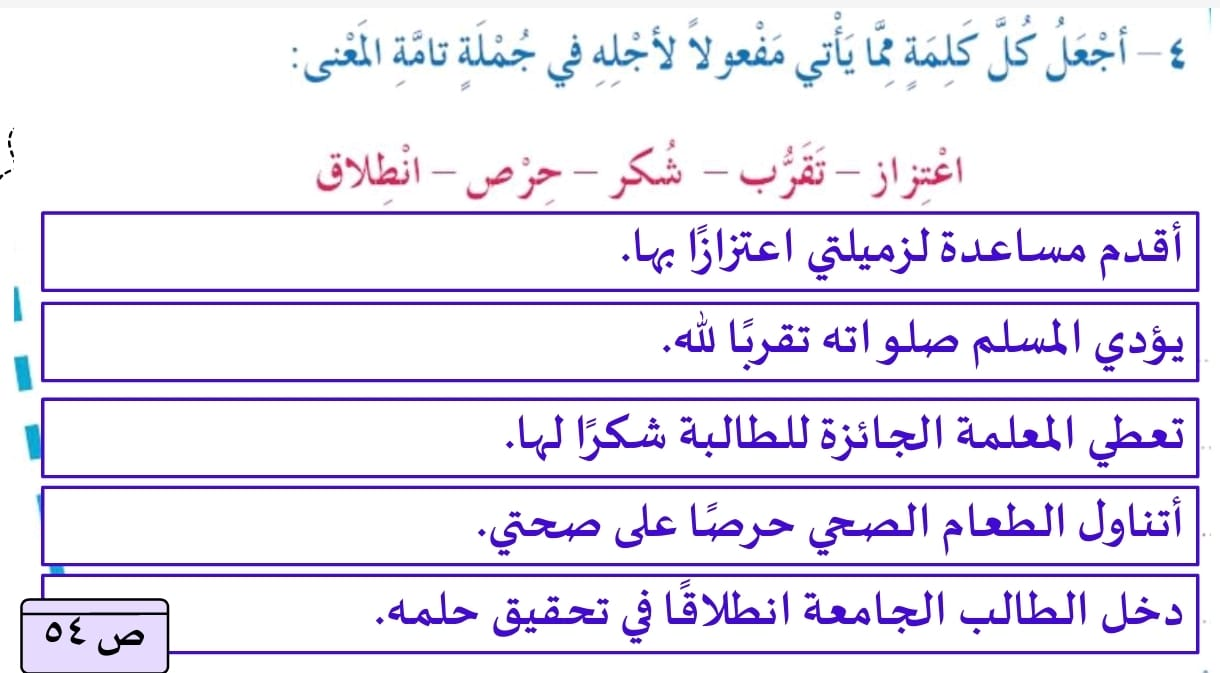 ٤ – أَجْعَلُ كُلَّ كَلِمَةٍ مِمَّا يَأْتي مَفْعولاً لأَجْلِهِ في جُمْلَةٍ تامَّةِ المَعْنى:
اعْتِزاز – تَقَرُّب – شُكر – حِرْص – انْطِلاق
أقدم مساعدة لزميلتي اعتزازًا بها.
يؤدي المسلم صلواته تقربًا لله.
تعطي المعلمة الجائزة للطالبة شكرًا لها.
أتناول الطعام الصحي حرصًا على صحتي.
دخل الطالب الجامعة انطلاقًا في تحقيق حلمه.
ص ٥٤